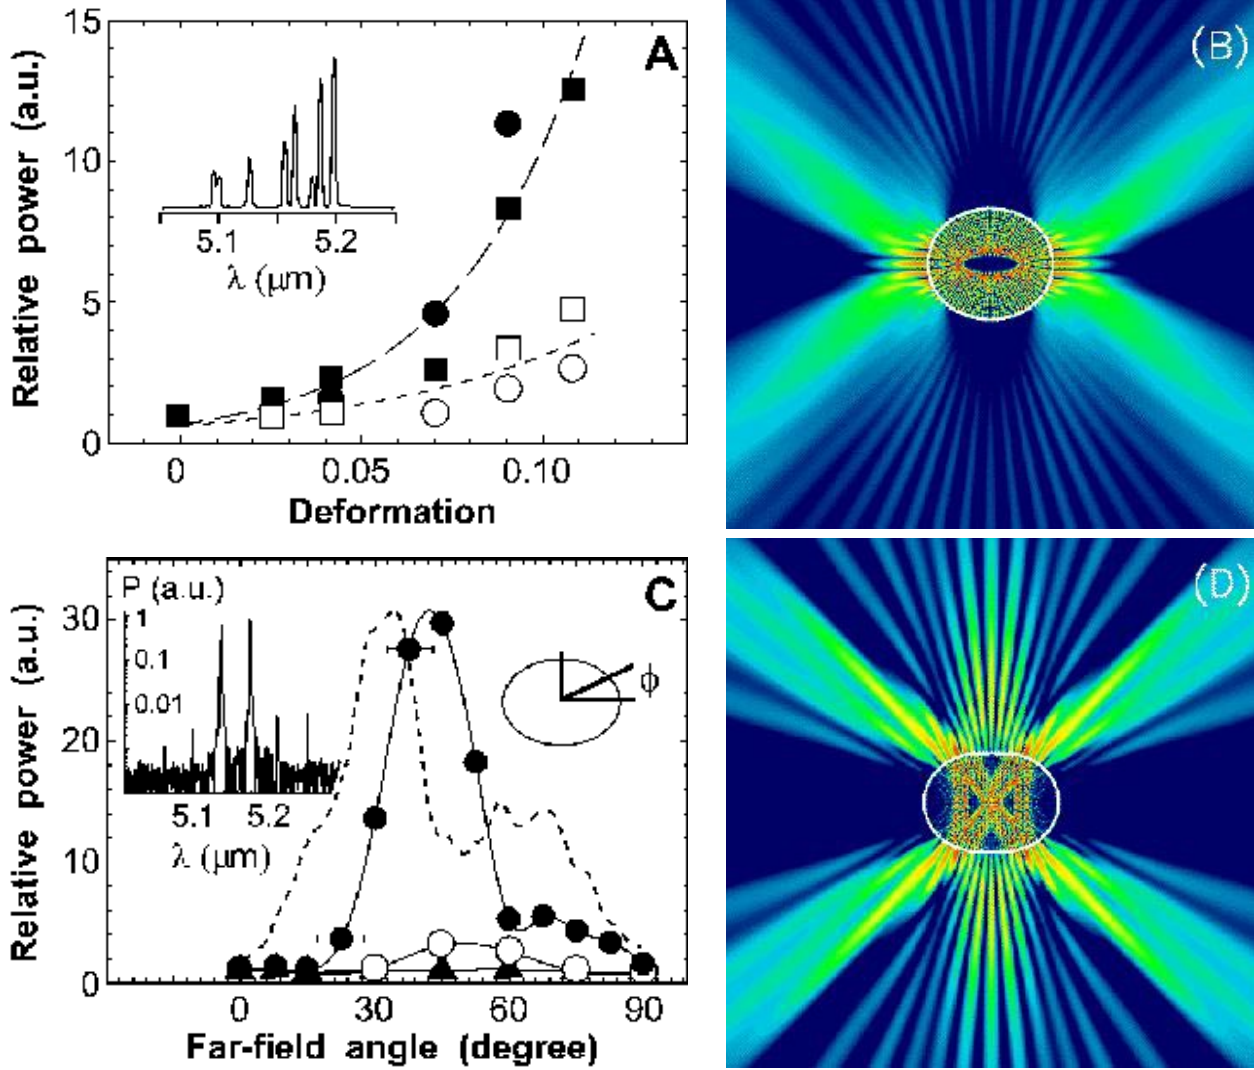 A
Relative power (a.u.)
15
10
5
0
5.1 5.2
λ (μm)
0 0.05 0.10
Deformation
(B)
C
P (a.u.)
1
0.1
0.01
5.1 5.2
λ (μm)
ϕ
Relative power (a.u.)
30
20
10
0
0 30 60 90
Far-field angle (degree)
(D)